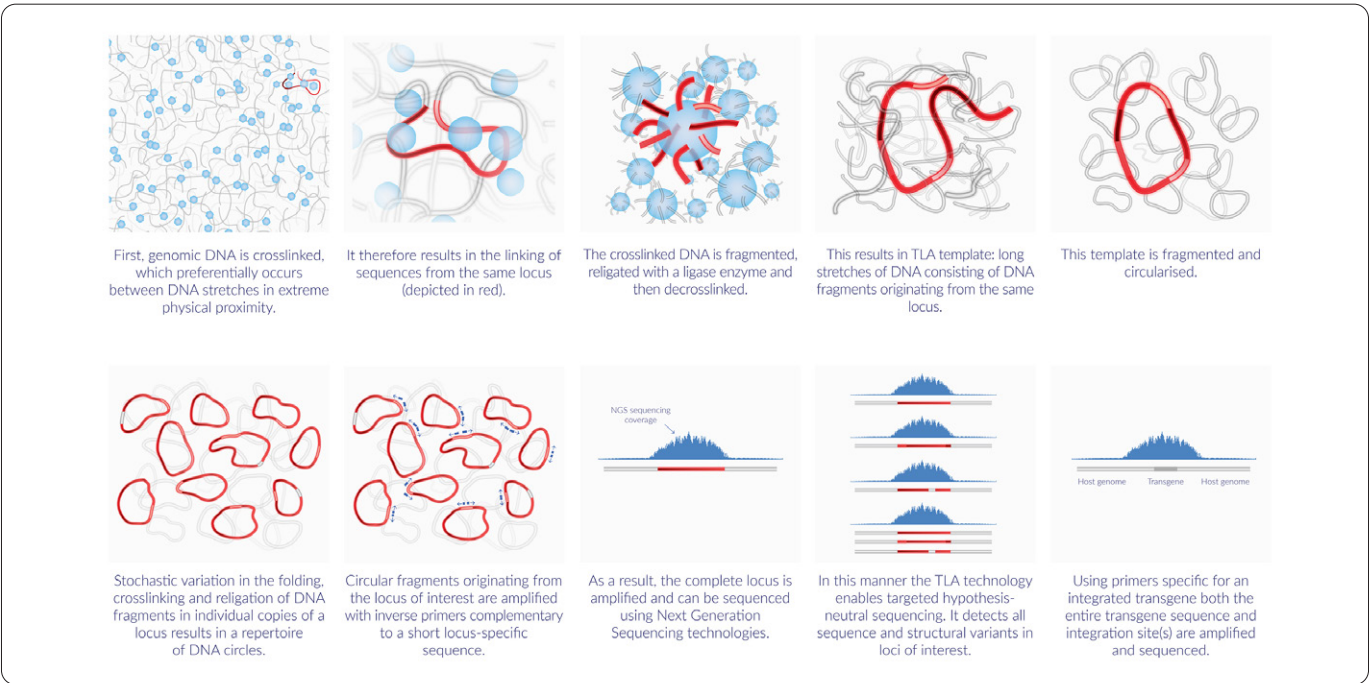 First, genomic DNA is crosslinked,
which preferentially occurs
between DNA stretches in extreme
physical proximity.
It therefore results in the linking of
sequences from the same locus
(depicted in red).
The crosslinked DNA is fragmented,
religated with a ligase enzyme and
then decrosslinked.
This results in TLA template: long
stretches of DNA consisting of DNA
fragments originating from the same
locus.
This template is fragmented and
circularised.
Stochastic variation in the folding,
crosslinking and religation of DNA
fragments in individual copies of a
locus results in a repertoire
of DNA circles.
Circular fragments originating from
the locus of interest are amplified
with inverse primers complementary
to a short locus-specific
sequence.
NGS sequencing
coverage
As a result, the complete locus is
amplified and can be sequenced
using Next Generation
Sequencing technologies.
In this manner the TLA technology
enables targeted hypothesis-
neutral sequencing. It detects all
sequence and structural variants in
loci of interest.
Host genome Transgene Host genome
Using primers specific for an
integrated transgene both the
entire transgene sequence and
integration site(s) are amplified
and sequenced.